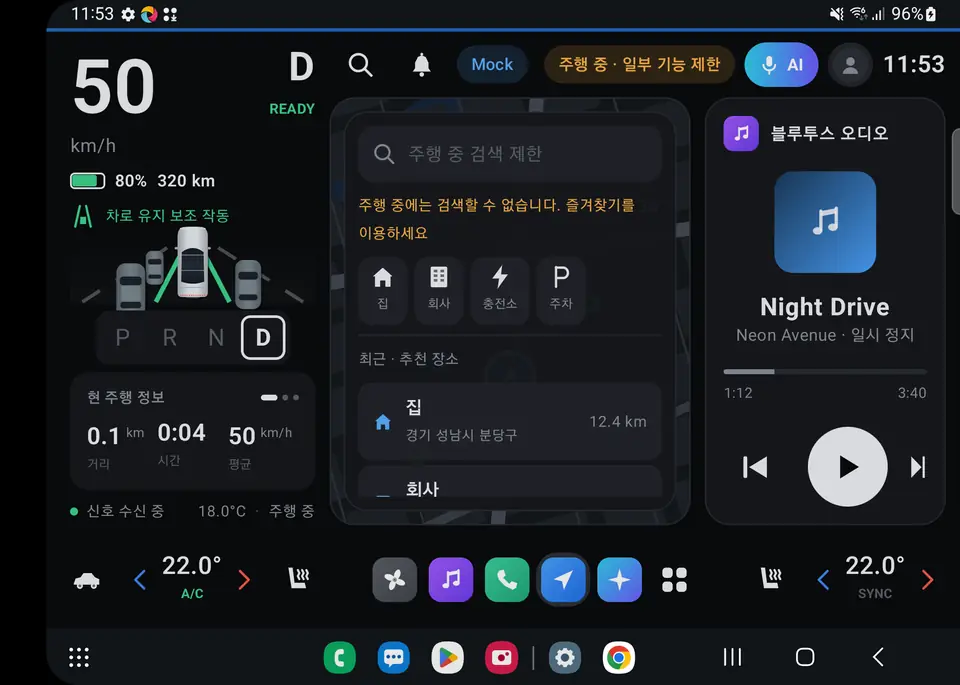 11:53
96%
50
D
READY
km/h
80% 320 km
차로 유지 보조 작동
P R N D
현 주행 정보
0.1 km 0:04 50 km/h
거리 시간 평균
신호 수신 중 18.0°C · 주행 중
Mock
주행 중 · 일부 기능 제한
AI
11:53
주행 중 검색 제한
주행 중에는 검색할 수 없습니다. 즐겨찾기를
이용하세요
집 회사 충전소 주차
최근 · 추천 장소
집
경기 성남시 분당구
12.4 km
회사
블루투스 오디오
Night Drive
Neon Avenue · 일시 정지
1:12 3:40
22.0°
A/C
22.0°
SYNC